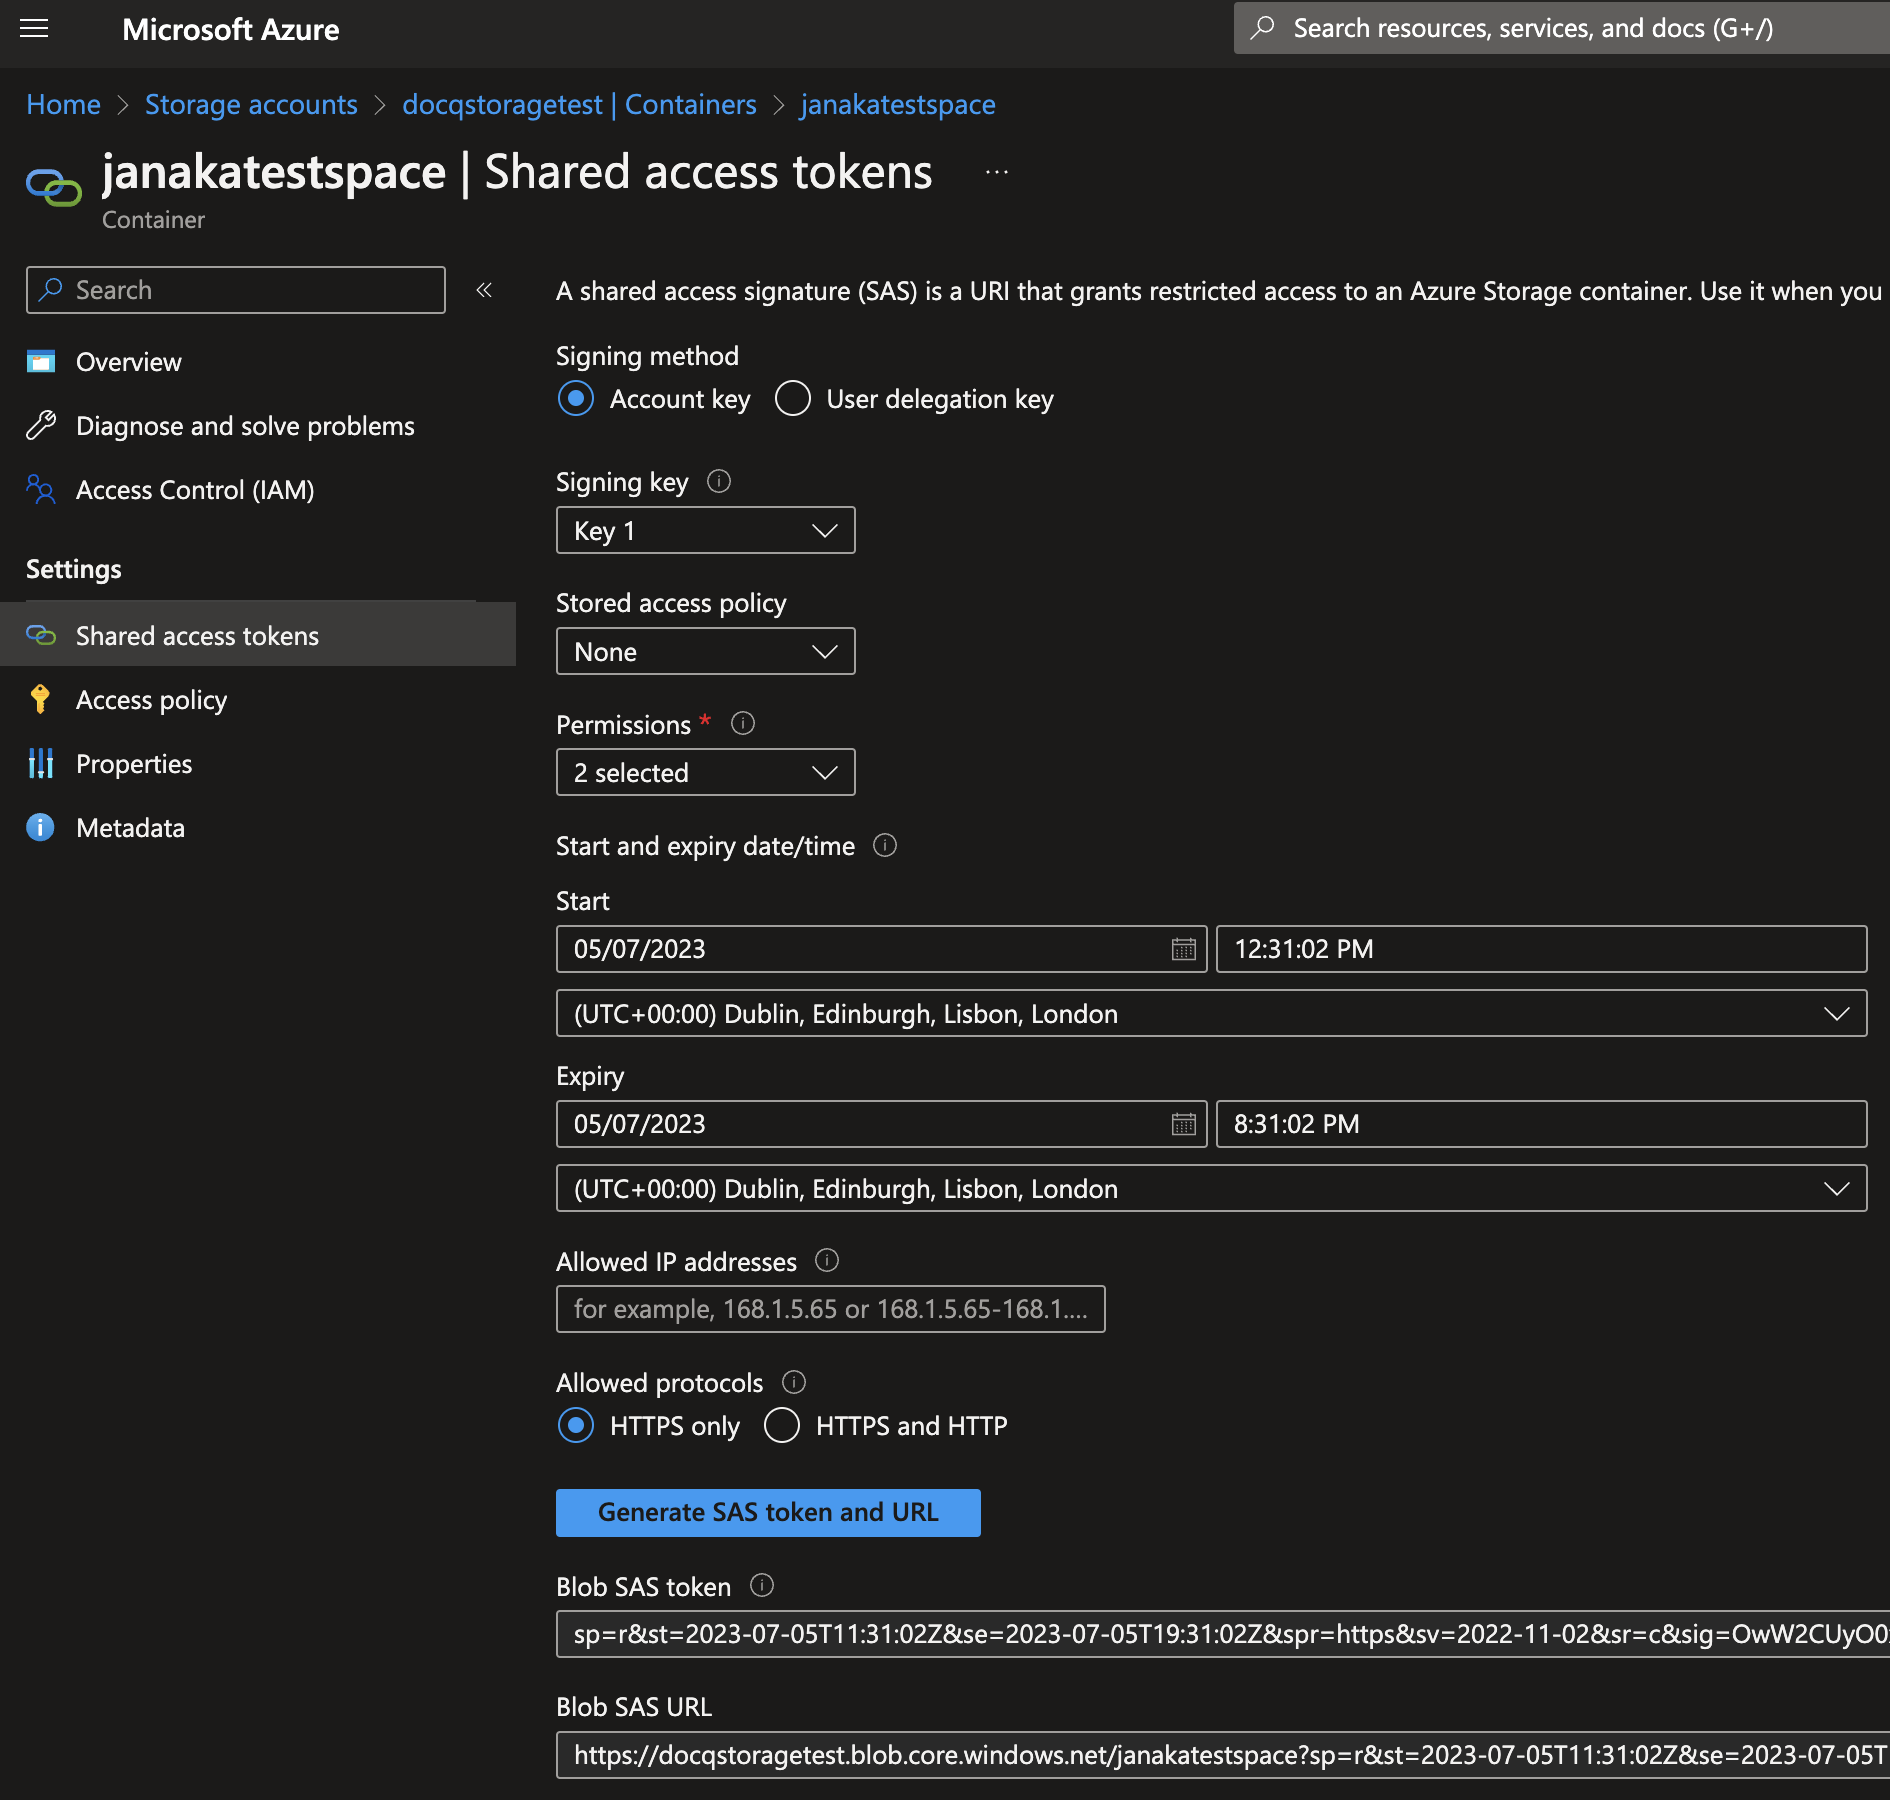 Microsoft Azure
Search resources, services, and docs (G+/)
Home > Storage accounts > docqstoragetest | Containers > janakatestspace
janakatestspace | Shared access tokens ...
Container
Search
«
Overview
Diagnose and solve problems
Access Control (IAM)
Settings
Shared access tokens
Access policy
Properties
Metadata
A shared access signature (SAS) is a URI that grants restricted access to an Azure Storage container. Use it when you
Signing method
Account key User delegation key
Signing key
Key 1
Stored access policy
None
Permissions *
2 selected
Start and expiry date/time
Start
05/07/2023 12:31:02 PM
(UTC+00:00) Dublin, Edinburgh, Lisbon, London
Expiry
05/07/2023 8:31:02 PM
(UTC+00:00) Dublin, Edinburgh, Lisbon, London
Allowed IP addresses
for example, 168.1.5.65 or 168.1.5.65-168.1....
Allowed protocols
HTTPS only HTTPS and HTTP
Generate SAS token and URL
Blob SAS token
sp=r&st=2023-07-05T11:31:02Z&se=2023-07-05T19:31:02Z&spr=https&sv=2022-11-02&sr=c&sig=OwW2CUyO0
Blob SAS URL
https://docqstoragetest.blob.core.windows.net/janakatestspace?sp=r&st=2023-07-05T11:31:02Z&se=2023-07-05T